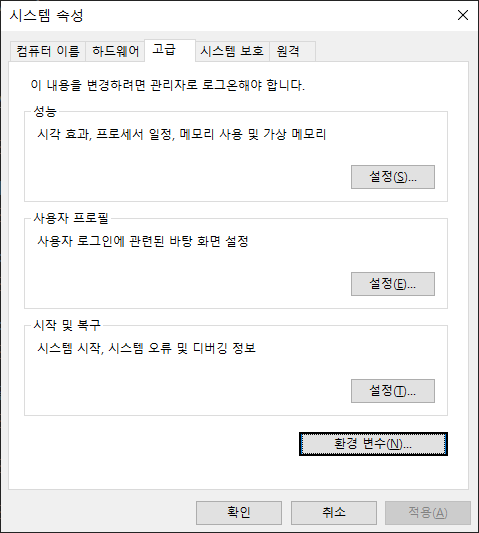 시스템 속성
컴퓨터 이름 하드웨어 고급 시스템 보호 원격
이 내용을 변경하려면 관리자로 로그온해야 합니다.
성능
시각 효과, 프로세서 일정, 메모리 사용 및 가상 메모리
설정(S)...
사용자 프로필
사용자 로그인에 관련된 바탕 화면 설정
설정(E)...
시작 및 복구
시스템 시작, 시스템 오류 및 디버깅 정보
설정(T)...
환경 변수(N)...
확인 취소 적용(A)